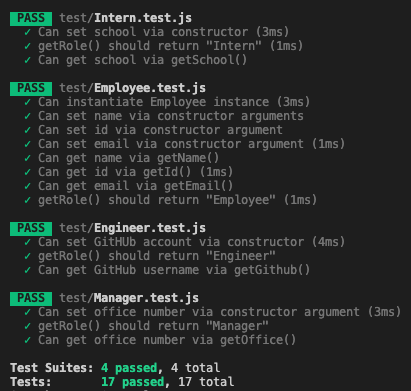 PASS test/Intern.test.js
✓ Can set school via constructor (3ms)
✓ getRole() should return "Intern" (1ms)
✓ Can get school via getSchool()
PASS test/Employee.test.js
✓ Can instantiate Employee instance (3ms)
✓ Can set name via constructor arguments
✓ Can set id via constructor argument
✓ Can set email via constructor argument (1ms)
✓ Can get name via getName()
✓ Can get id via getId() (1ms)
✓ Can get email via getEmail()
✓ getRole() should return "Employee" (1ms)
PASS test/Engineer.test.js
✓ Can set GitHUb account via constructor (4ms)
✓ getRole() should return "Engineer"
✓ Can get GitHub username via getGithub()
PASS test/Manager.test.js
✓ Can set office number via constructor argument (3ms)
✓ getRole() should return "Manager"
✓ Can get office number via getOffice()
Test Suites: 4 passed, 4 total
Tests: 17 passed, 17 total